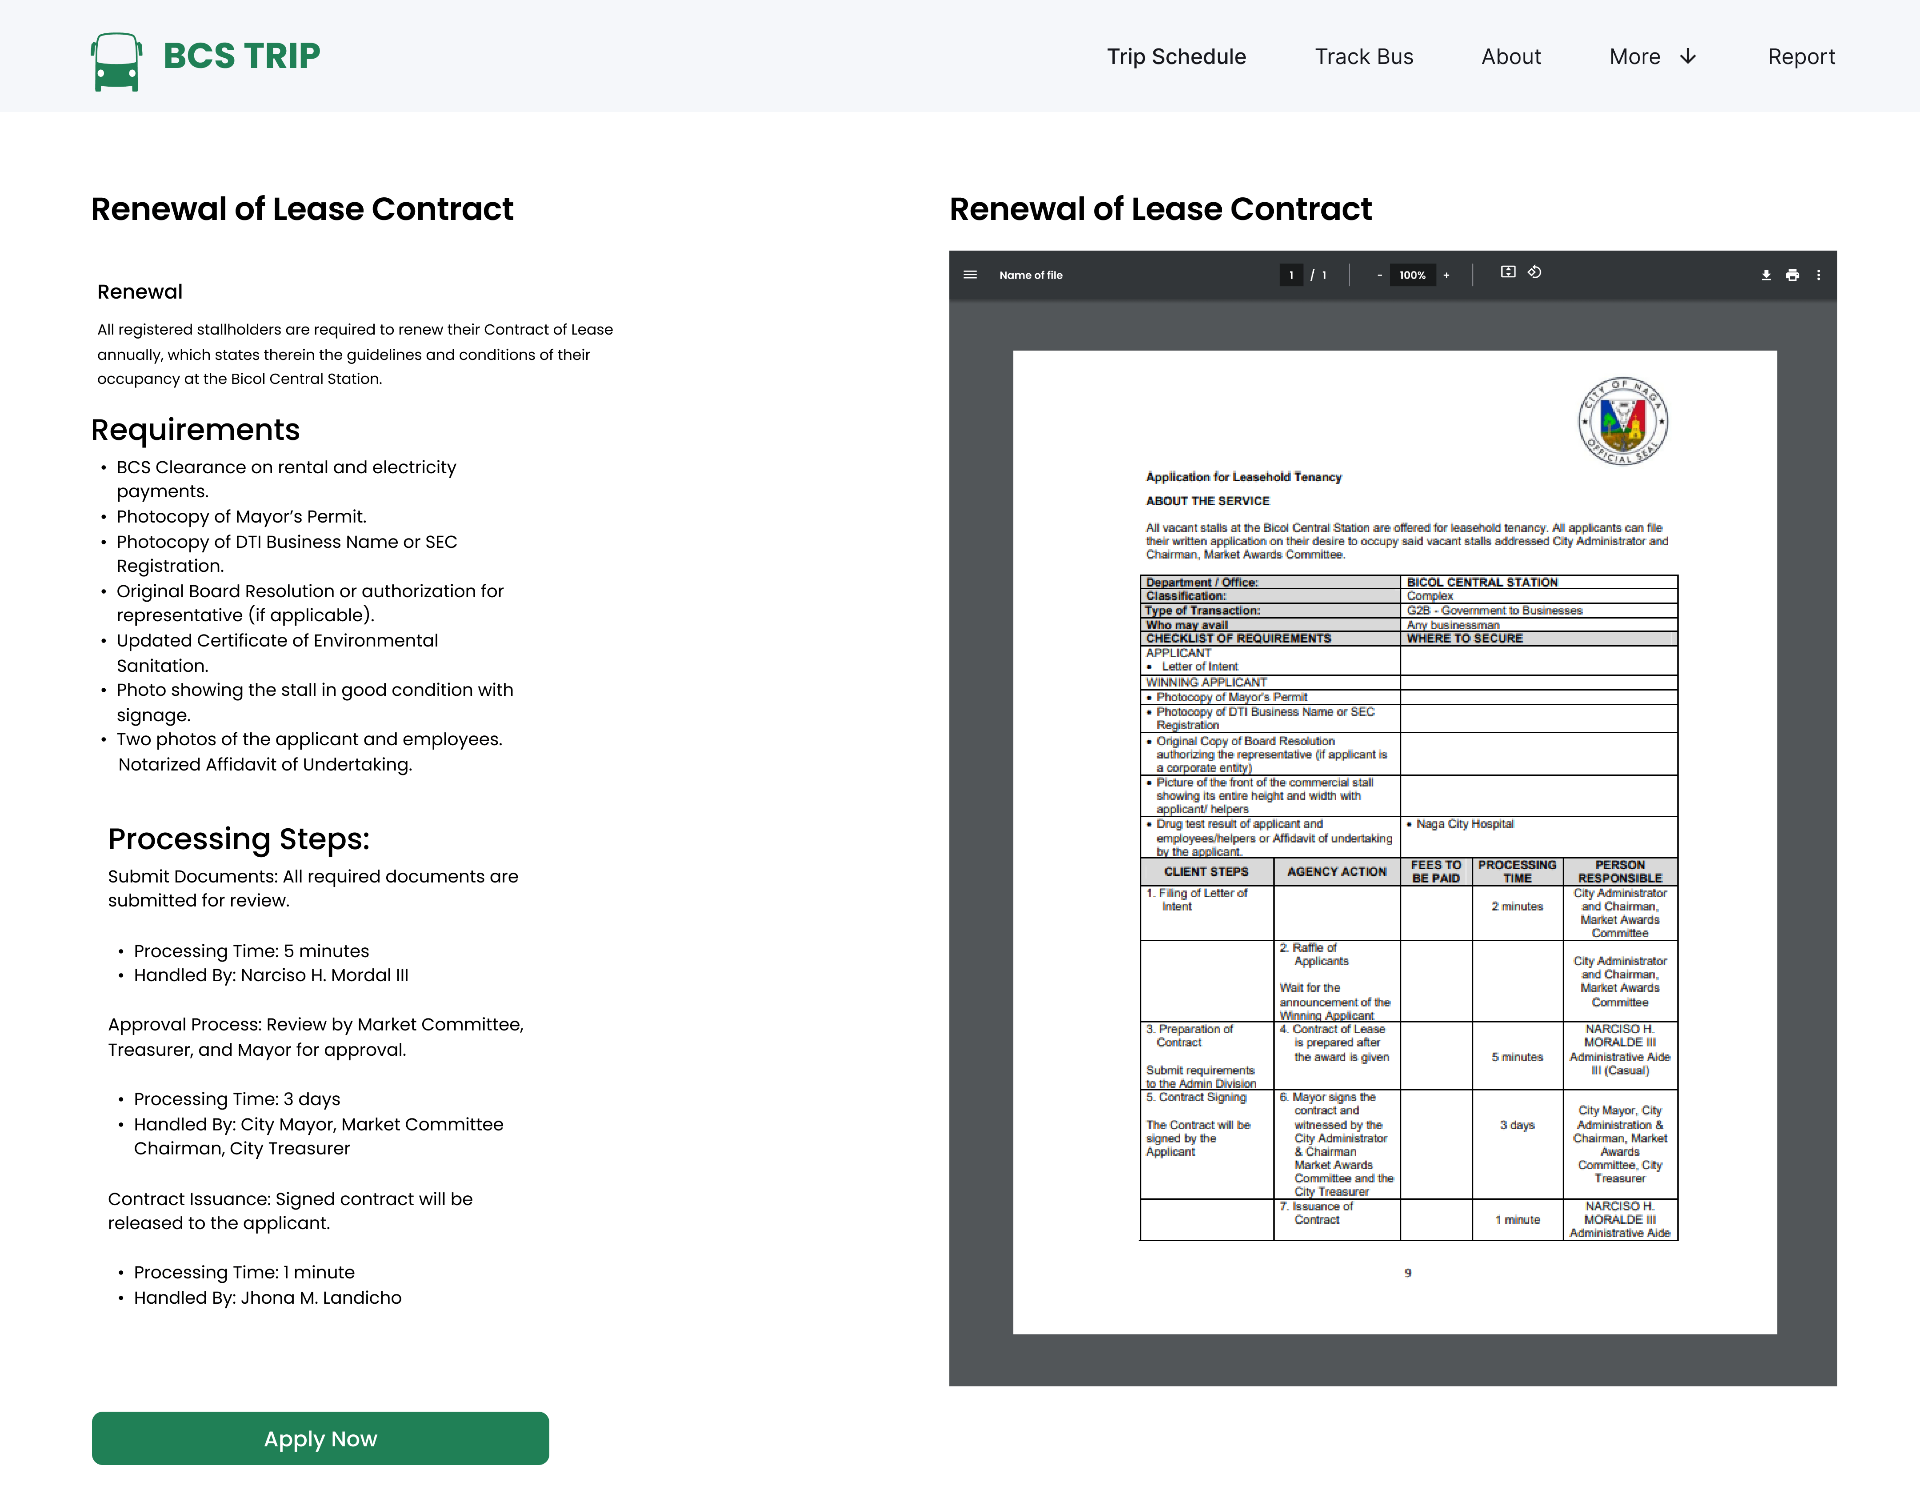 BCS TRIP
Trip Schedule
Track Bus
About
More
Report
Renewal of Lease Contract
Renewal
All registered stallholders are required to renew their Contract of Lease
annually, which states therein the guidelines and conditions of their
occupancy at the Bicol Central Station.
Requirements
• BCS Clearance on rental and electricity
payments.
• Photocopy of Mayor's Permit.
• Photocopy of DTI Business Name or SEC
Registration.
• Original Board Resolution or authorization for
representative (if applicable).
• Updated Certificate of Environmental
Sanitation.
• Photo showing the stall in good condition with
signage.
• Two photos of the applicant and employees.
Notarized Affidavit of Undertaking.
Processing Steps:
Submit Documents: All required documents are
submitted for review.
• Processing Time: 5 minutes
• Handled By: Narciso H. Mordal III
Approval Process: Review by Market Committee,
Treasurer, and Mayor for approval.
• Processing Time: 3 days
• Handled By: City Mayor, Market Committee
Chairman, City Treasurer
Contract Issuance: Signed contract will be
released to the applicant.
• Processing Time: 1 minute
• Handled By: Jhona M. Landicho
Apply Now
Renewal of Lease Contract
Name of file
1 / 1
- 100% +
CITY OF NAGA
OFFICIAL SEAL
Application for Leasehold Tenancy
ABOUT THE SERVICE
All vacant stalls at the Bicol Central Station are offered for leasehold tenancy. All applicants can file
their written application on their desire to occupy said vacant stalls addressed City Administrator and
Chairman, Market Awards Committee.
Department / Office: BICOL CENTRAL STATION
Classification: Complex
Type of Transaction: G2B - Government to Businesses
Who may avail Any businessman
CHECKLIST OF REQUIREMENTS WHERE TO SECURE
APPLICANT
• Letter of Intent
WINNING APPLICANT
• Photocopy of Mayor's Permit
• Photocopy of DTI Business Name or SEC
Registration
• Original Copy of Board Resolution
authorizing the representative (if applicant is
a corporate entity)
• Picture of the front of the commercial stall
showing its entire height and width with
applicant/ helpers
• Drug test result of applicant and
employees/helpers or Affidavit of undertaking
by the applicant.
• Naga City Hospital
CLIENT STEPS
AGENCY ACTION
FEES TO
BE PAID
PROCESSING
TIME
PERSON
RESPONSIBLE
1. Filing of Letter of
Intent
2 minutes
City Administrator
and Chairman,
Market Awards
Committee
2. Raffle of
Applicants
Wait for the
announcement of the
Winning Applicant
City Administrator
and Chairman,
Market Awards
Committee
3. Preparation of
Contract
Submit requirements
to the Admin Division
4. Contract of Lease
is prepared after
the award is given
5 minutes
NARCISO H.
MORALDE III
Administrative Aide
III (Casual)
5. Contract Signing
The Contract will be
signed by the
Applicant
6. Mayor signs the
contract and
witnessed by the
City Administrator
& Chairman
Market Awards
Committee and the
City Treasurer
3 days
City Mayor, City
Administration &
Chairman, Market
Awards
Committee, City
Treasurer
7. Issuance of
Contract
1 minute
NARCISO H.
MORALDE III
Administrative Aide
9